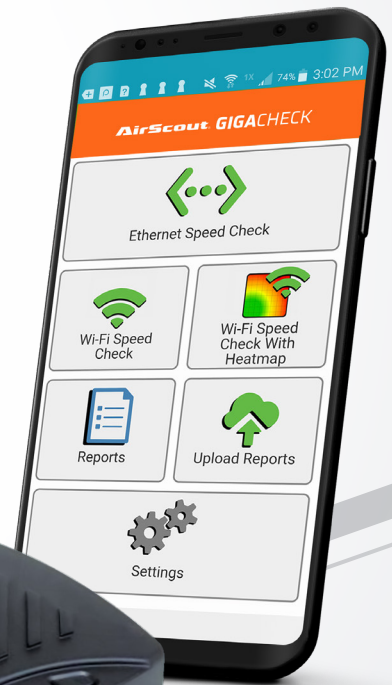 1X 74% 3:02 PM
AirScout. GIGACHECK
Ethernet Speed Check
Wi-Fi Speed
Check
Wi-Fi Speed
Check With
Heatmap
Reports
Upload Reports
Settings